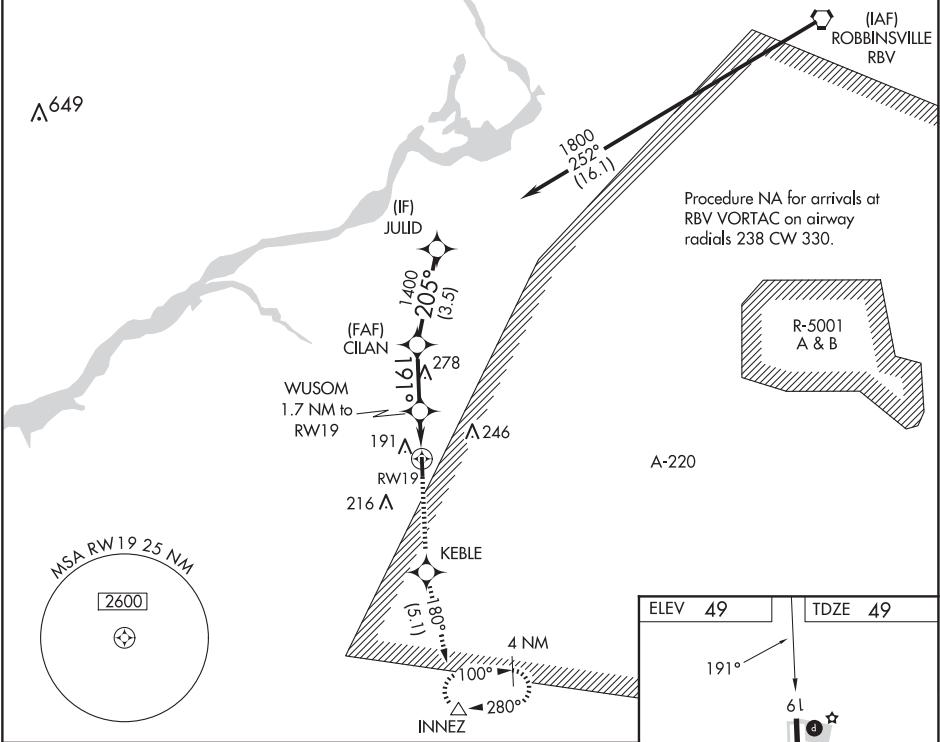 (IAF)
ROBBINSVILLE
RBV
649
1800
252°
(16.1)
Procedure NA for arrivals at
RBV VORTAC on airway
radials 238 CW 330.
(IF)
JULID
1400
205°
(3.5)
R-5001
A & B
(FAF)
CILAN
191°
278
WUSOM
1.7 NM to
RW19
191
246
RW19
A-220
216
KEBLE
MSA RW19 25 NM
2600
180°
(5.1)
4 NM
100°
280°
INNEZ
ELEV 49
TDZE 49
191°
19
P